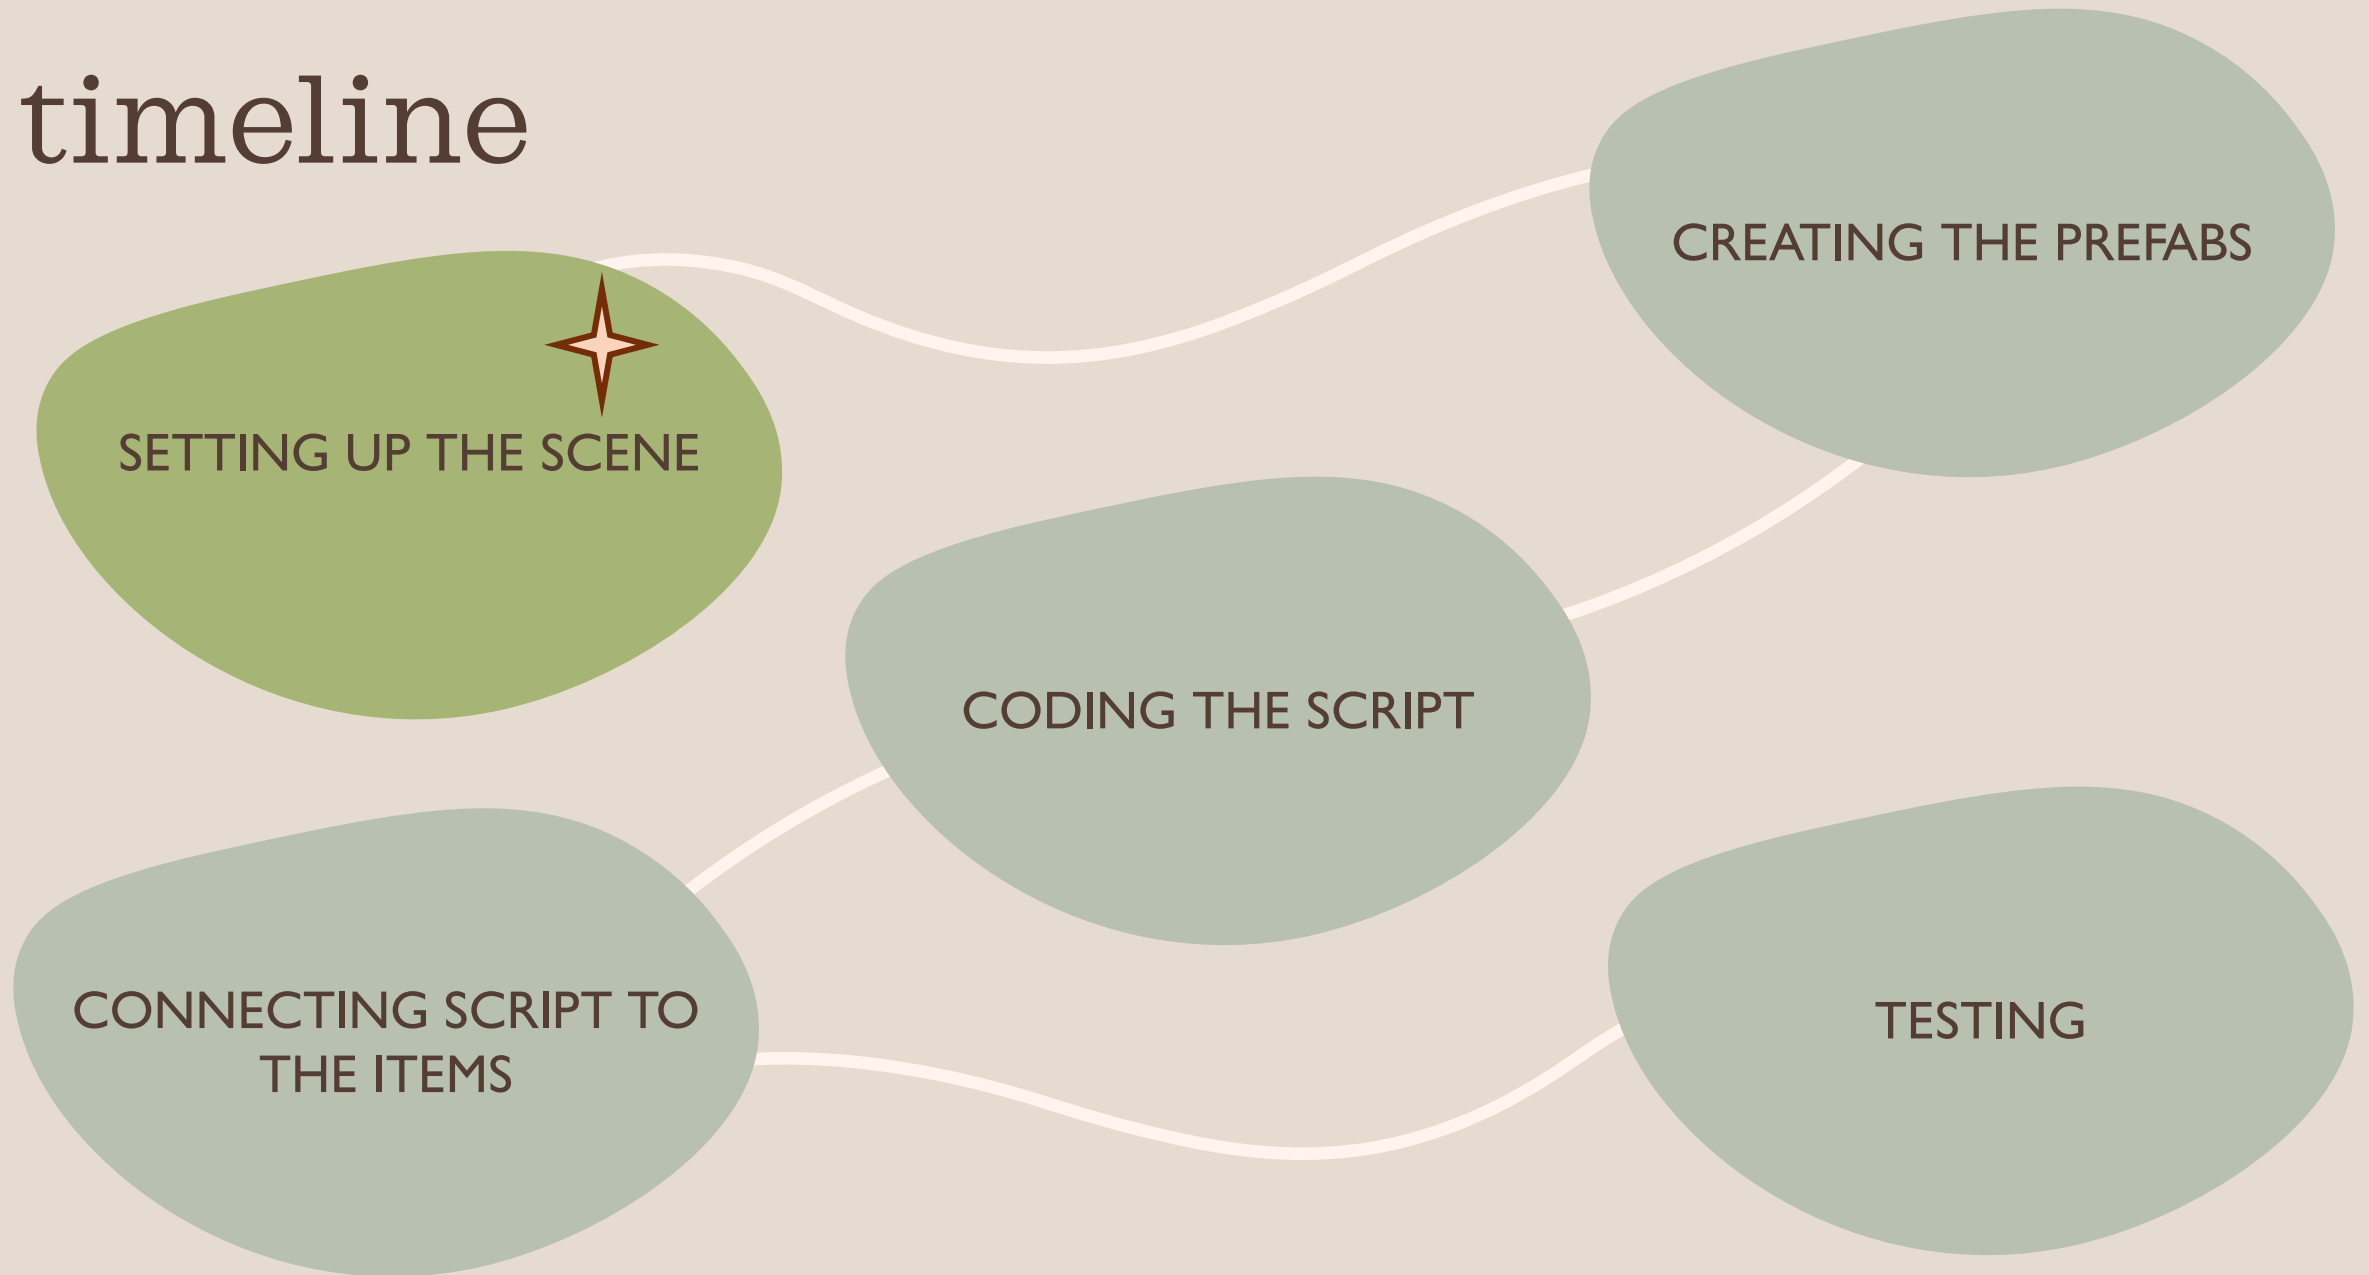 timeline
SETTING UP THE SCENE
CREATING THE PREFABS
CODING THE SCRIPT
CONNECTING SCRIPT TO
THE ITEMS
TESTING